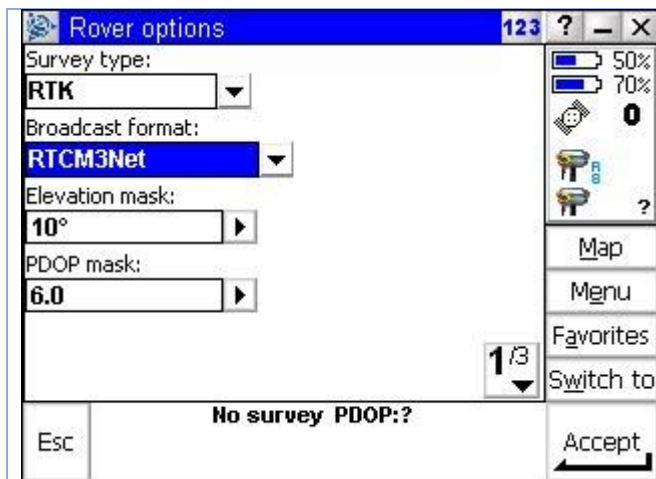 Rover options 123 ? – X
Survey type:
RTK
Broadcast format:
RTCM3Net
Elevation mask:
10°
PDOP mask:
6.0
1/3
50%
70%
0
R8
?
Map
Menu
Favorites
Switch to
No survey PDOP:?
Esc
Accept